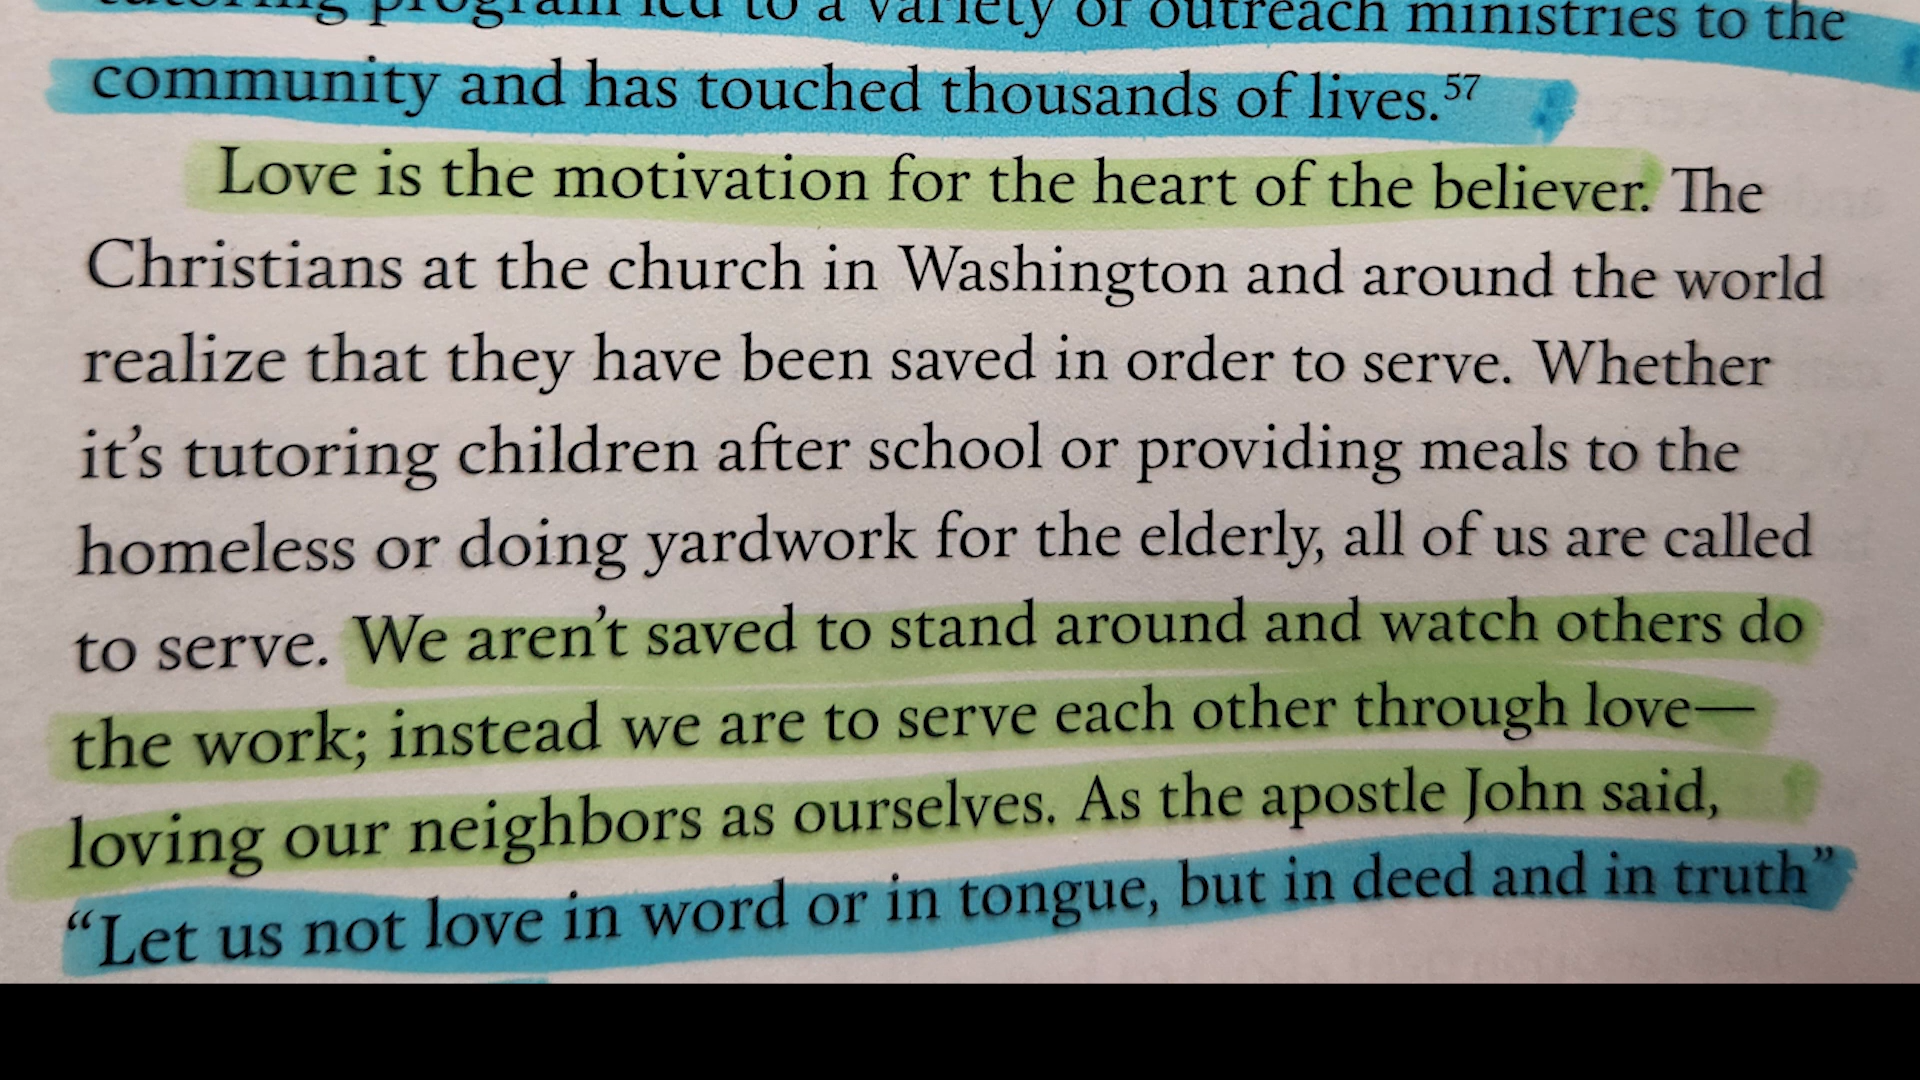 tutoring program led to a variety of outreach ministries to the
community and has touched thousands of lives.57
Love is the motivation for the heart of the believer. The
Christians at the church in Washington and around the world
realize that they have been saved in order to serve. Whether
it’s tutoring children after school or providing meals to the
homeless or doing yardwork for the elderly, all of us are called
to serve. We aren’t saved to stand around and watch others do
the work; instead we are to serve each other through love—
loving our neighbors as ourselves. As the apostle John said,
“Let us not love in word or in tongue, but in deed and in truth”